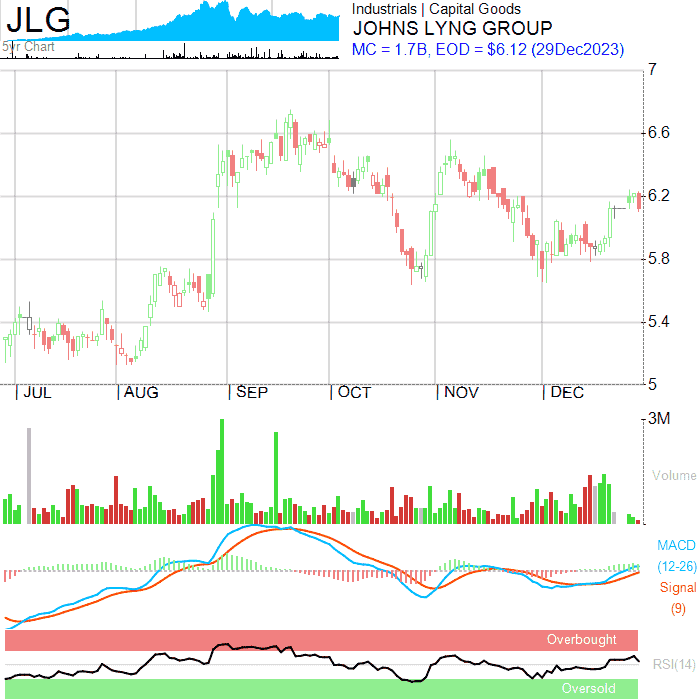 JLG
5yr Chart
Industrials | Capital Goods
JOHNS LYNG GROUP
MC = 1.7B, EOD = $6.12 (29Dec2023)
7
6.6
6.2
5.8
5.4
5
JUL AUG SEP OCT NOV DEC
3M
Volume
MACD
(12-26)
Signal
(9)
Overbought
RSI(14)
Oversold